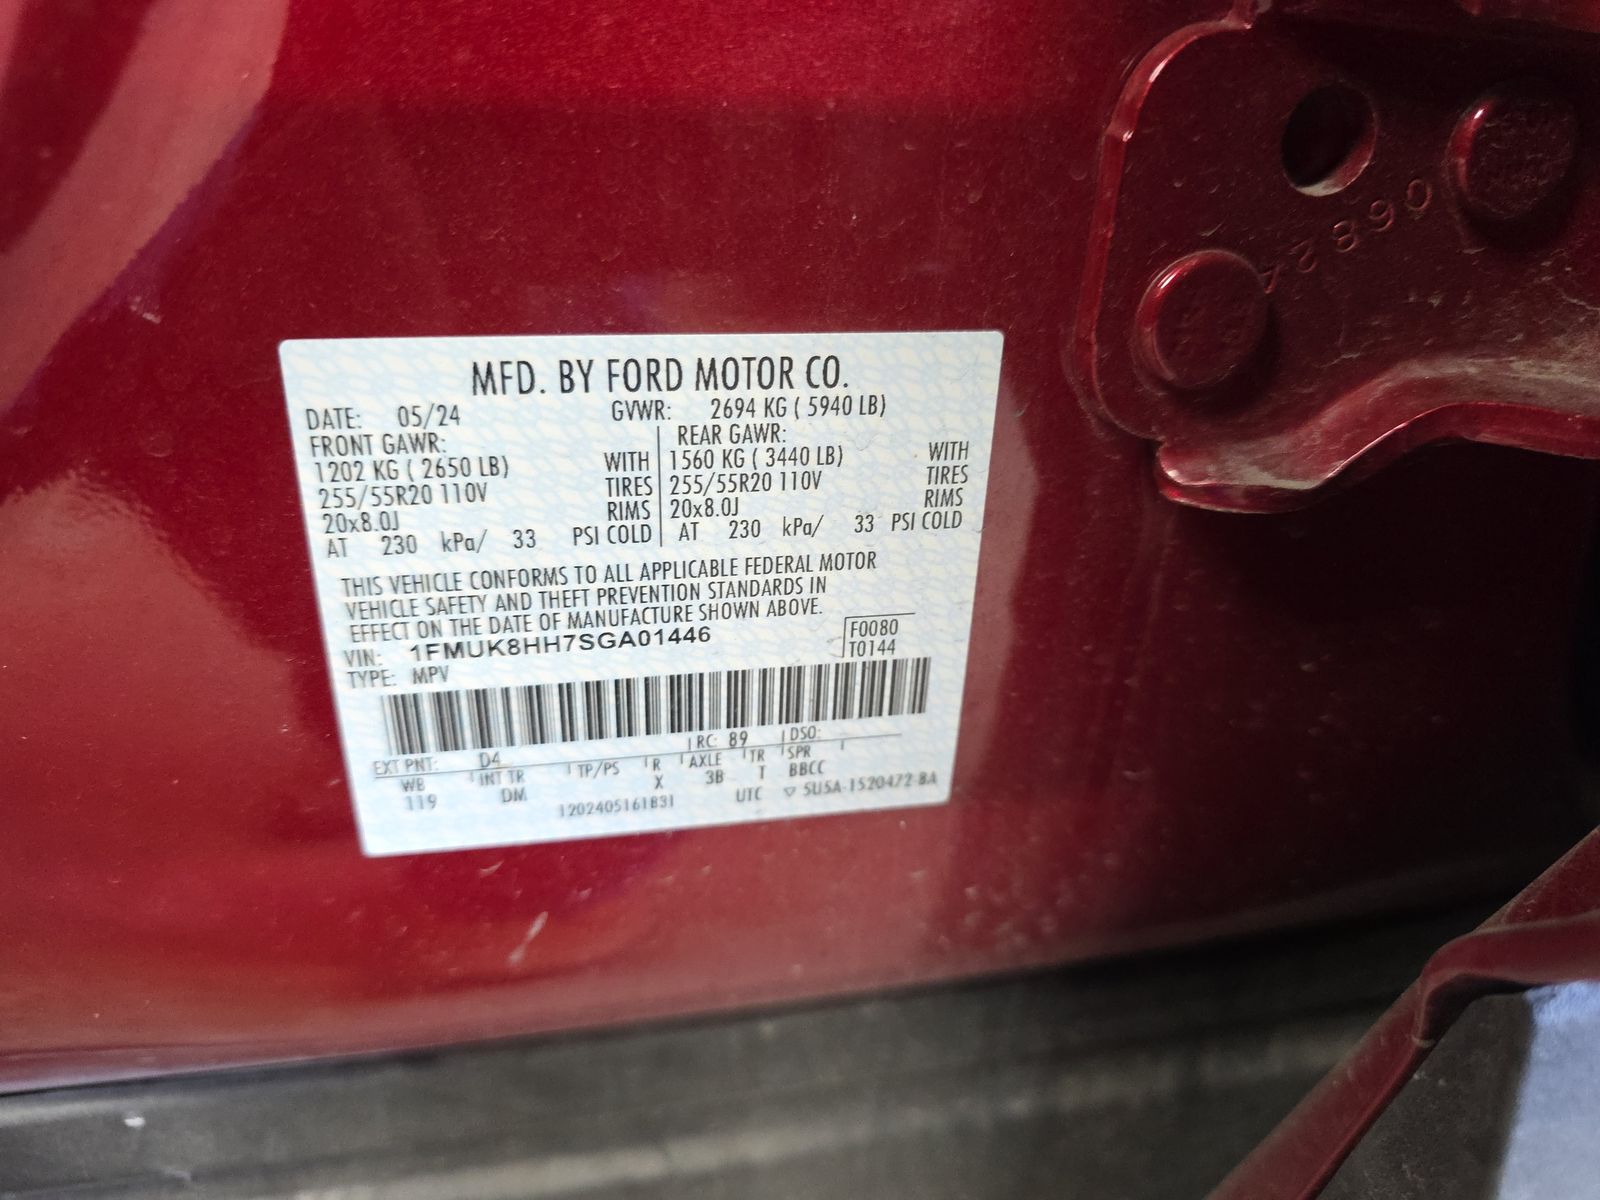 MFD. BY FORD MOTOR CO.
DATE: 05/24 GVWR: 2694 KG ( 5940 LB)
FRONT GAWR: REAR GAWR:
1202 KG ( 2650 LB) WITH 1560 KG ( 3440 LB) WITH
255/55R20 110V TIRES 255/55R20 110V TIRES
20x8.0J RIMS 20x8.0J RIMS
AT 230 kPa/ 33 PSI COLD AT 230 kPa/ 33 PSI COLD
THIS VEHICLE CONFORMS TO ALL APPLICABLE FEDERAL MOTOR
VEHICLE SAFETY AND THEFT PREVENTION STANDARDS IN
EFFECT ON THE DATE OF MANUFACTURE SHOWN ABOVE.
VIN: 1FMUK8HH7SGA01446 F0080
TYPE: MPV T0144
EXT PNT: D4 RC: 89 DSO:
WB INT TR TP/PS R AXLE TR SPR
119 DM X 3B T BBCC
1202405161831 UTC ▽ 5U5A-1520472-BA